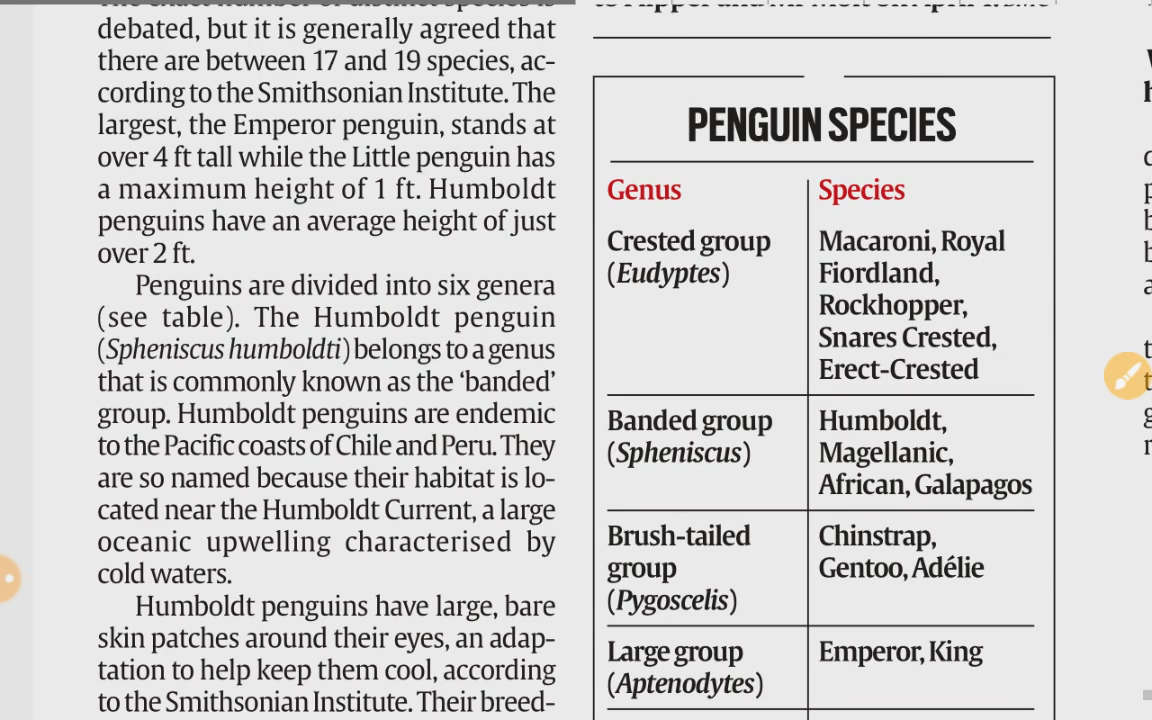 The exact number of distinct species is
debated, but it is generally agreed that
there are between 17 and 19 species, ac-
cording to the Smithsonian Institute. The
largest, the Emperor penguin, stands at
over 4 ft tall while the Little penguin has
a maximum height of 1 ft. Humboldt
penguins have an average height of just
over 2 ft.
Penguins are divided into six genera
(see table). The Humboldt penguin
(Spheniscus humboldti) belongs to a genus
that is commonly known as the ‘banded’
group. Humboldt penguins are endemic
to the Pacific coasts of Chile and Peru. They
are so named because their habitat is lo-
cated near the Humboldt Current, a large
oceanic upwelling characterised by
cold waters.
Humboldt penguins have large, bare
skin patches around their eyes, an adap-
tation to help keep them cool, according
to the Smithsonian Institute. Their breed-
PENGUIN SPECIES
Genus Species
Crested group Macaroni, Royal
(Eudyptes) Fiordland,
Rockhopper,
Snares Crested,
Erect-Crested
Banded group Humboldt,
(Spheniscus) Magellanic,
African, Galapagos
Brush-tailed Chinstrap,
group Gentoo, Adélie
(Pygoscelis)
Large group Emperor, King
(Aptenodytes)